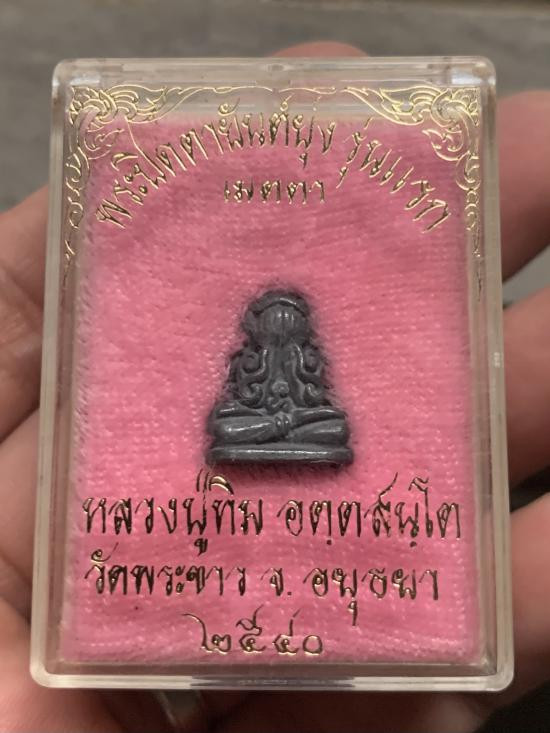 พระปิดตายันต์ยุ่ง รุ่นแรก
เมตตา
หลวงปู่ทิม อตฺตสนฺโต
วัดพระขาว จ. อยุธยา
๒๕๔๐